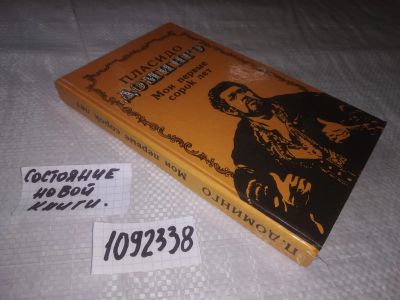 ПЛАСИДО
ДОМИНГО
Мои первые
сорок лет
П. ДОМИНГО
Мои первые сорок лет
СОСТОЯНИЕ
НОВОЙ
КНИГИ.
1092338